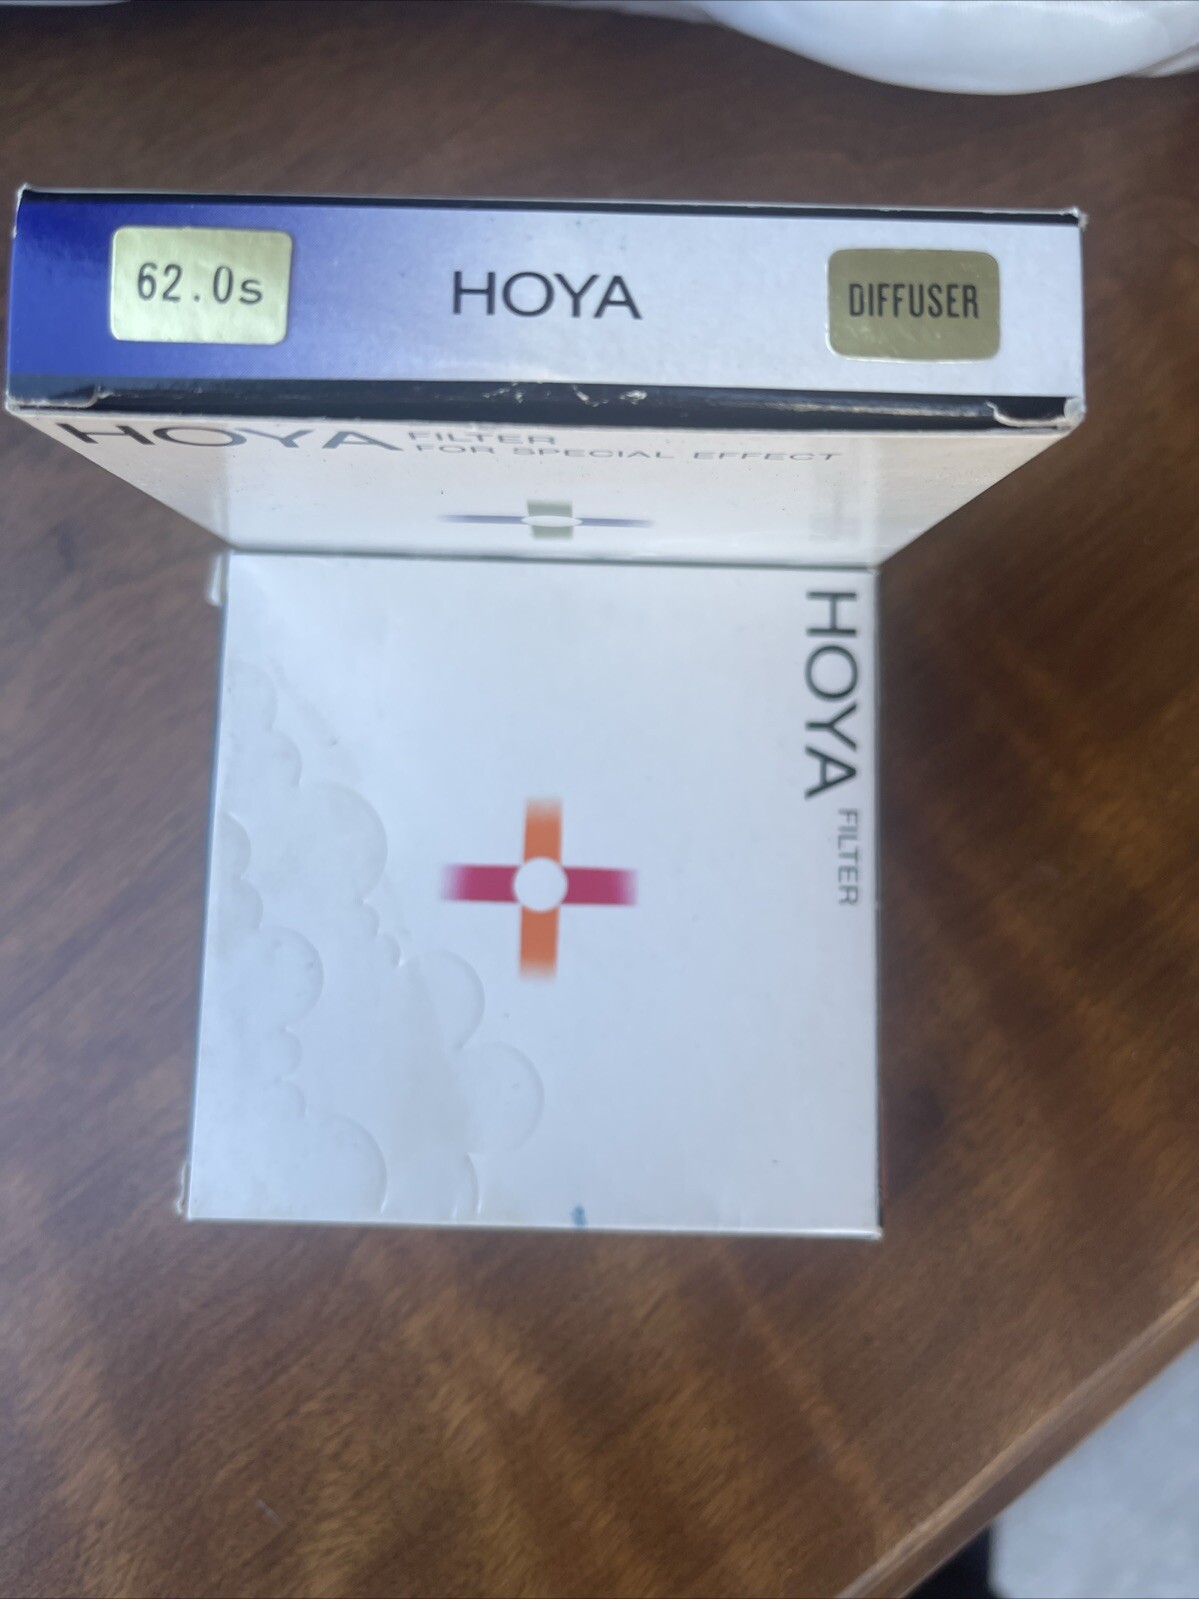 62.0s
HOYA
DIFFUSER
HOYA FILTER
FOR SPECIAL EFFECT
HOYA FILTER